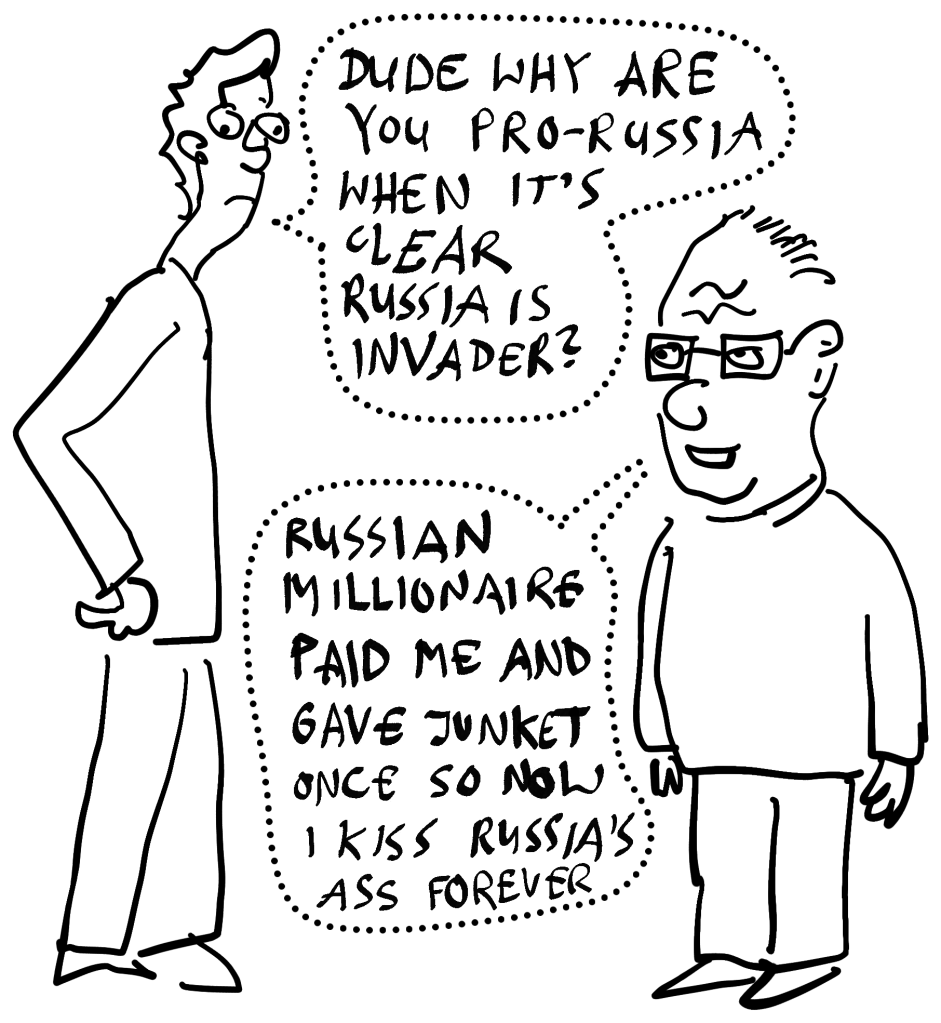 DUDE WHY ARE
YOU PRO-RUSSIA
WHEN IT'S
CLEAR
RUSSIA IS
INVADER?
RUSSIAN
MILLIONAIRE
PAID ME AND
GAVE JUNKET
ONCE SO NOW
I KISS RUSSIA'S
ASS FOREVER